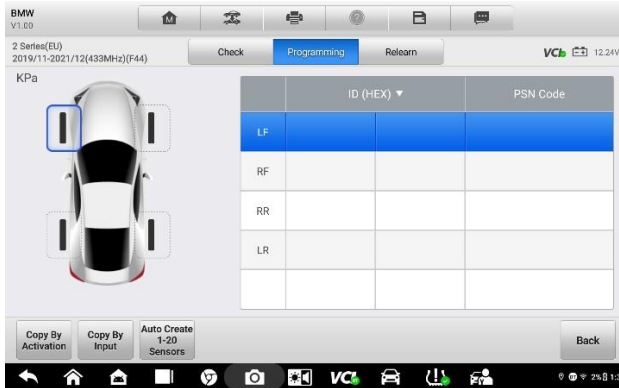 BMW
V1.00
M
2 Series(EU)
2019/11-2021/12(433MHz)(F44)
Check
Programming
Relearn
VCI 12.24V
KPa
ID (HEX) ▼
PSN Code
LF
RF
RR
LR
Copy By
Activation
Copy By
Input
Auto Create
1-20
Sensors
Back
VCI
2%